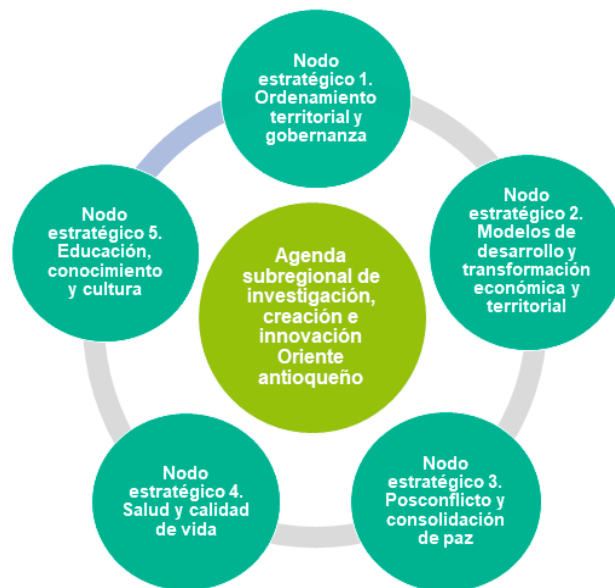 Nodo
estratégico 1.
Ordenamiento
territorial y
gobernanza
Nodo
estratégico 2.
Modelos de
desarrollo y
transformación
económica y
territorial
Nodo
estratégico 3.
Posconflicto y
consolidación
de paz
Nodo
estratégico 4.
Salud y calidad
de vida
Nodo
estratégico 5.
Educación,
conocimiento
y cultura
Agenda
subregional de
investigación,
creación e
innovación
Oriente
antioqueño